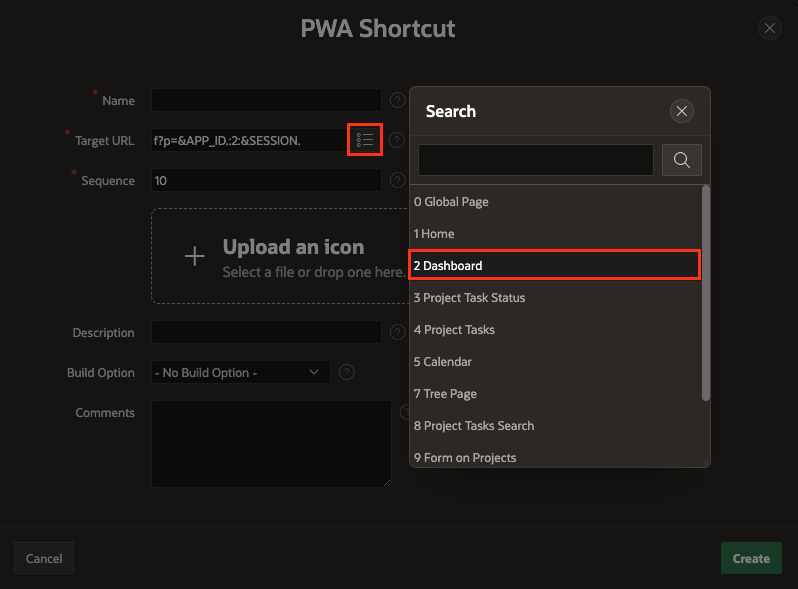 PWA Shortcut
* Name
?
* Target URL
f?p=&APP_ID.:2:&SESSION.
?
* Sequence
10
?
Upload an icon
Select a file or drop one here.
Description
?
Build Option
- No Build Option -
?
Comments
?
Search
0 Global Page
1 Home
2 Dashboard
3 Project Task Status
4 Project Tasks
5 Calendar
7 Tree Page
8 Project Tasks Search
9 Form on Projects
Cancel
Create